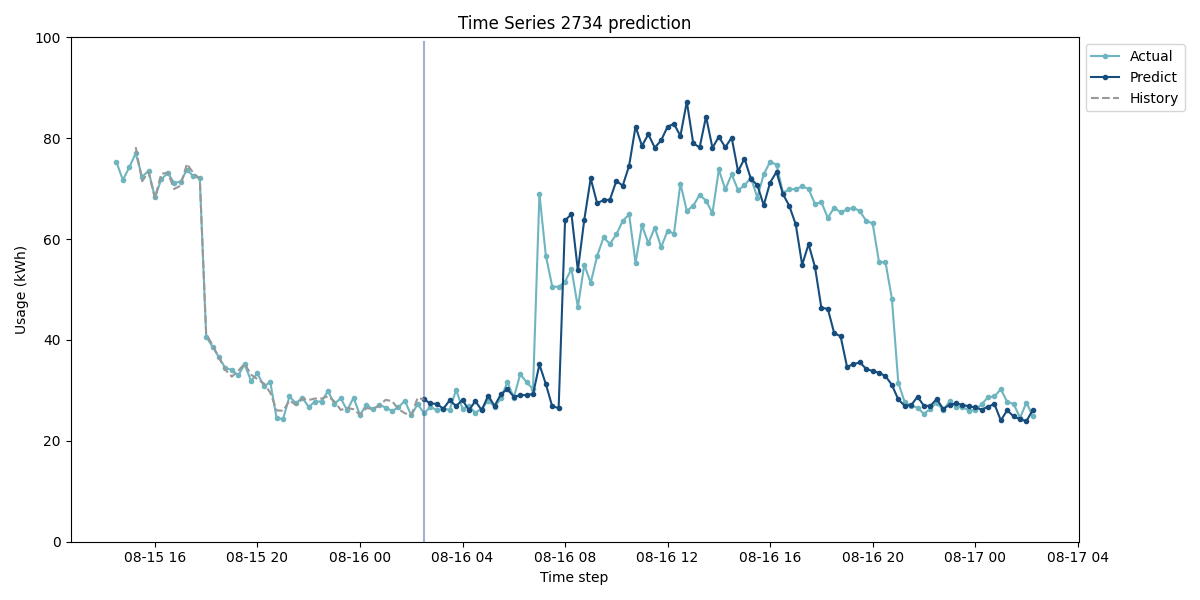 Time Series 2734 prediction
Usage (kWh)
100
80
60
40
20
0
08-15 16
08-15 20
08-16 00
08-16 04
08-16 08
08-16 12
08-16 16
08-16 20
08-17 00
08-17 04
Time step
Actual
Predict
History